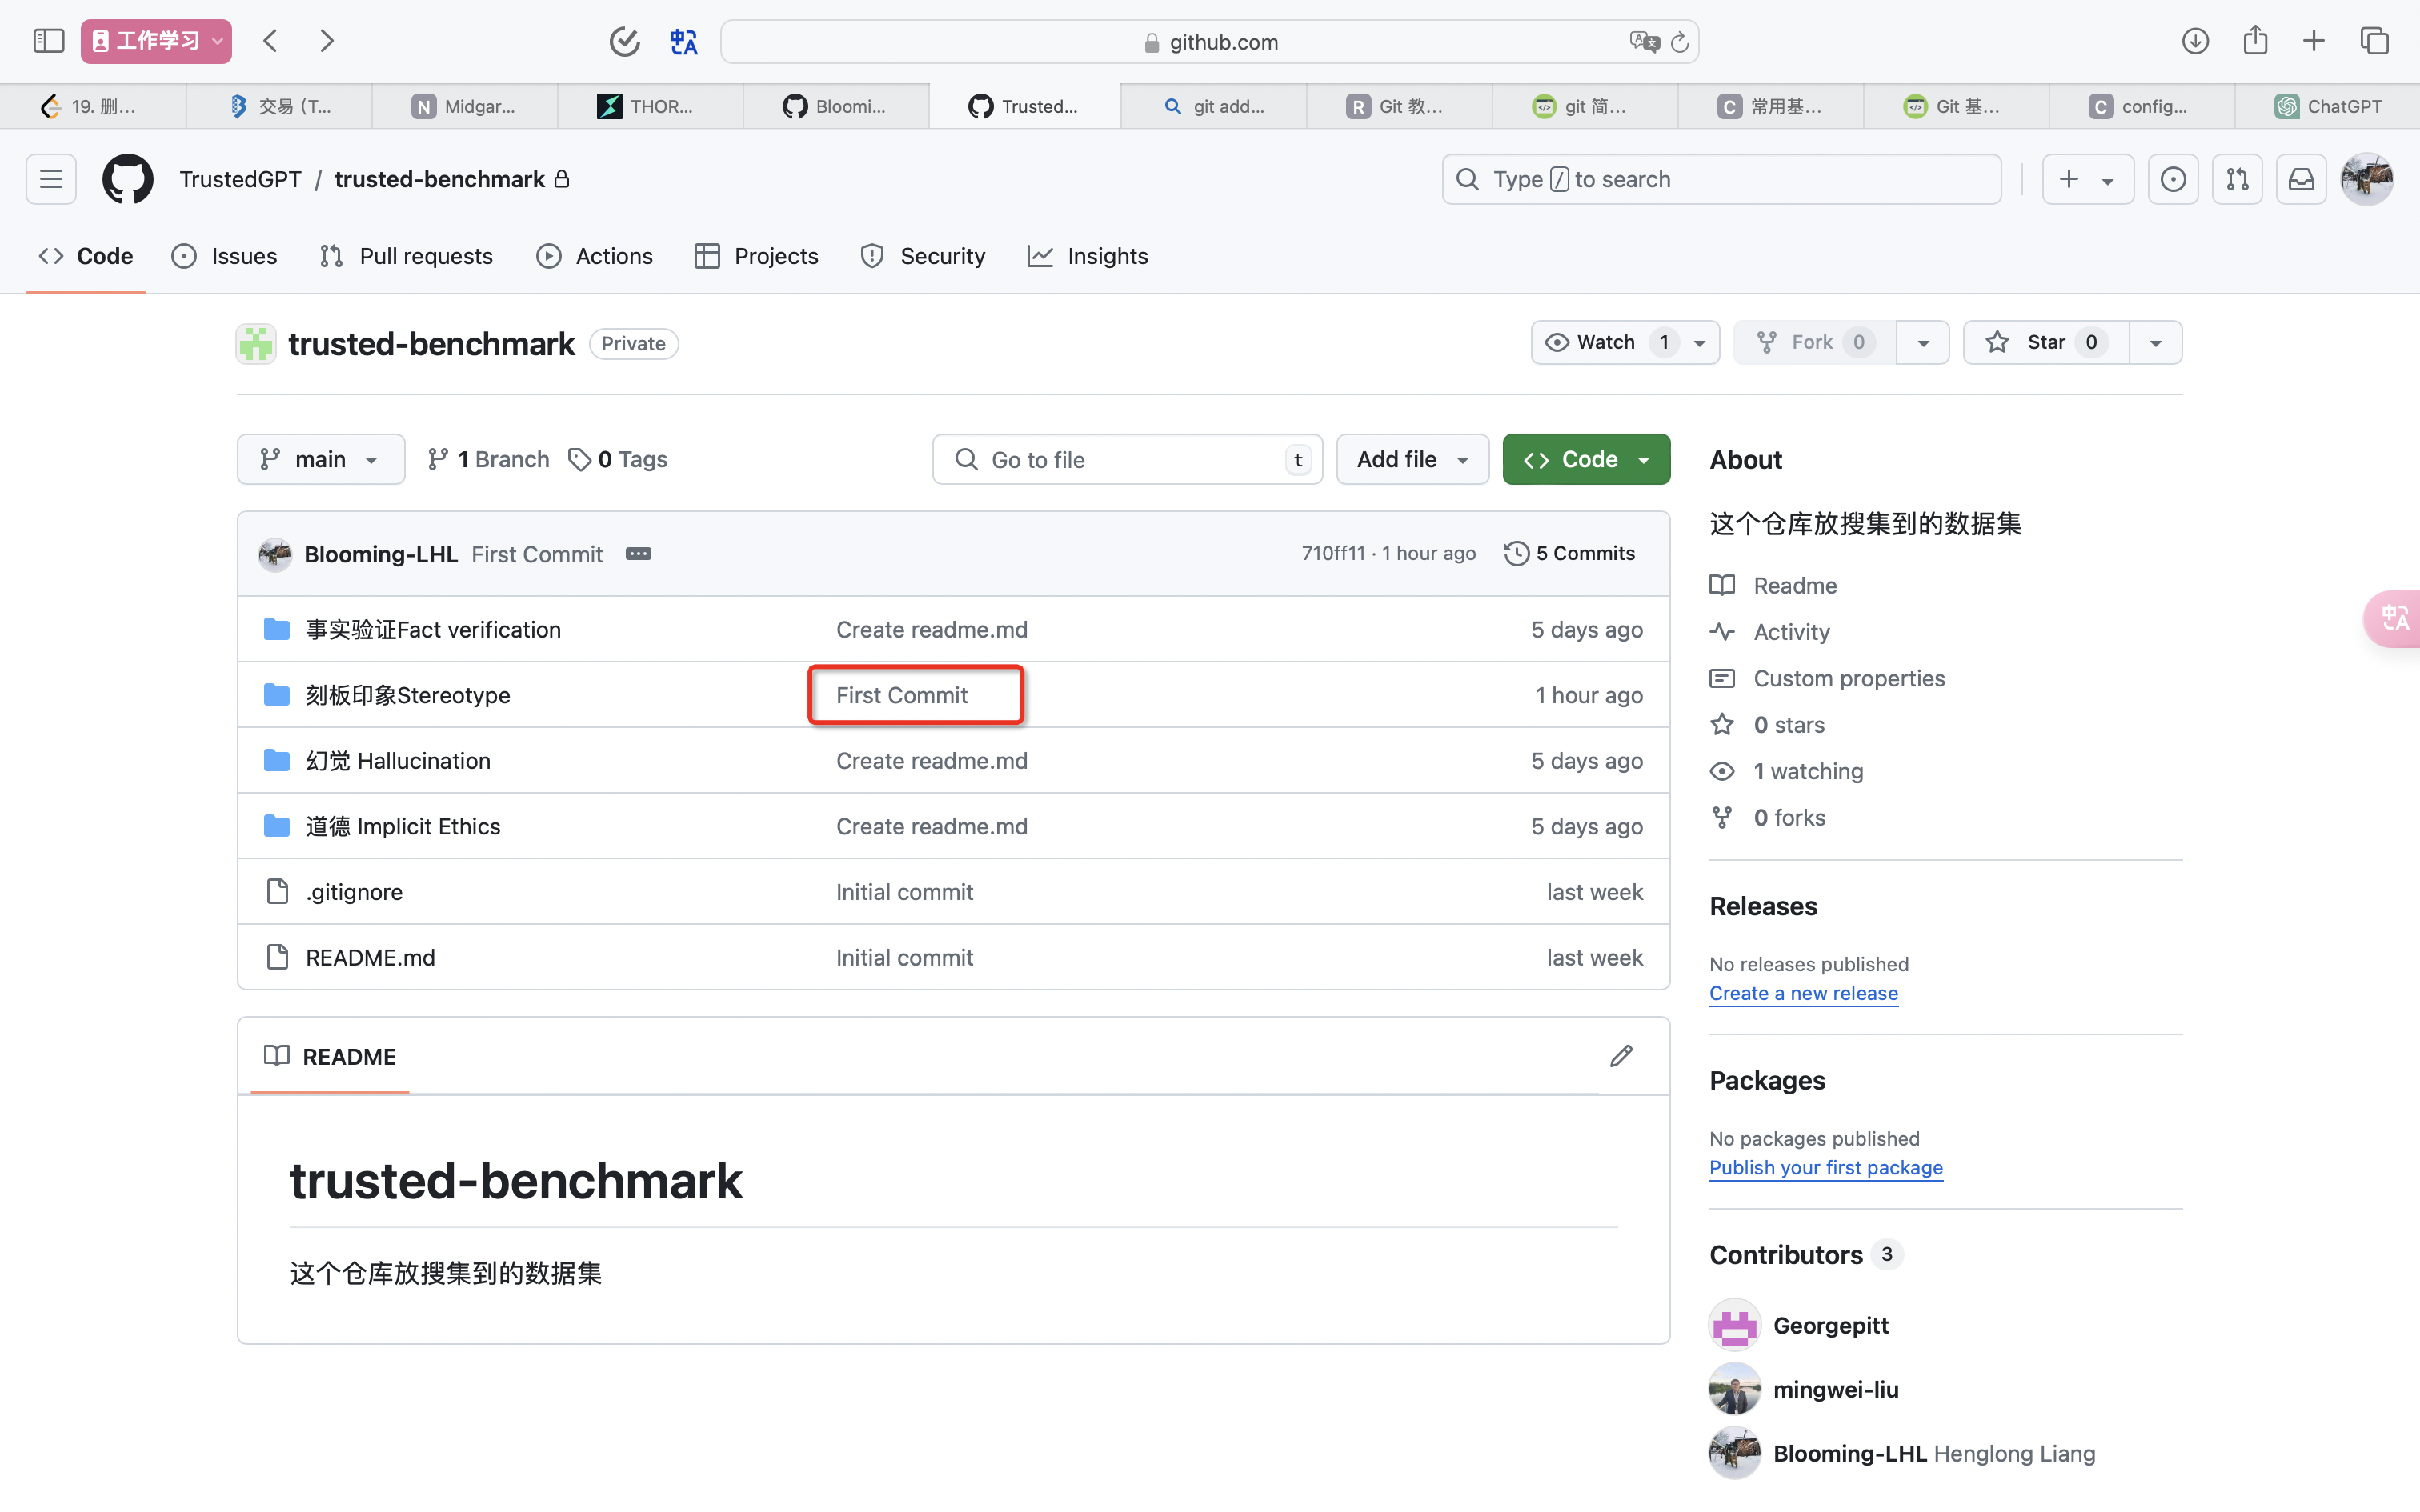 工作学习
github.com
19. 删...
交易 (T...
N Midgar...
THOR...
Bloomi...
Trusted...
git add...
R Git 教...
git 简...
C 常用基...
Git 基...
C config...
ChatGPT
TrustedGPT / trusted-benchmark
Type / to search
Code
Issues
Pull requests
Actions
Projects
Security
Insights
trusted-benchmark Private
Watch 1
Fork 0
Star 0
main
1 Branch
0 Tags
Go to file t
Add file
Code
Blooming-LHL First Commit
710ff11 · 1 hour ago
5 Commits
事实验证Fact verification Create readme.md 5 days ago
刻板印象Stereotype First Commit 1 hour ago
幻觉 Hallucination Create readme.md 5 days ago
道德 Implicit Ethics Create readme.md 5 days ago
.gitignore Initial commit last week
README.md Initial commit last week
README
trusted-benchmark
这个仓库放搜集到的数据集
About
这个仓库放搜集到的数据集
Readme
Activity
Custom properties
0 stars
1 watching
0 forks
Releases
No releases published
Create a new release
Packages
No packages published
Publish your first package
Contributors 3
Georgepitt
mingwei-liu
Blooming-LHL Henglong Liang